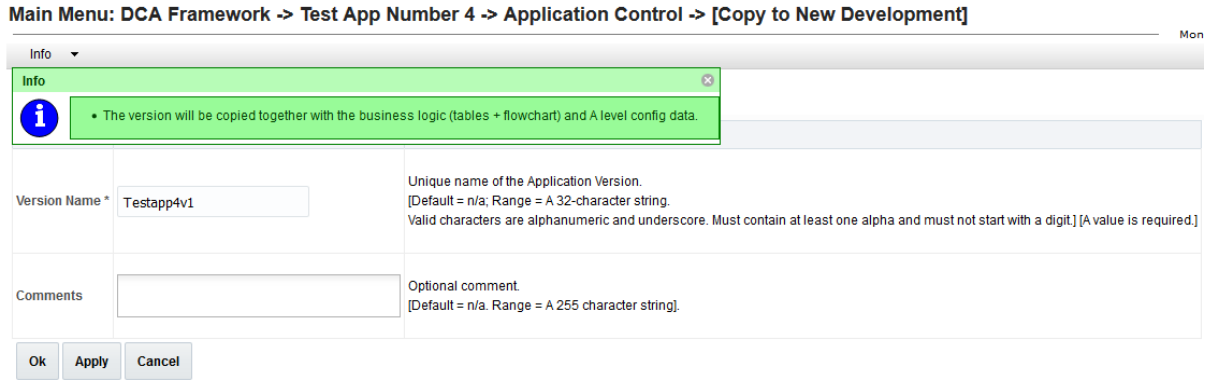 Main Menu: DCA Framework -> Test App Number 4 -> Application Control -> [Copy to New Development]
Mon
Info
Info
• The version will be copied together with the business logic (tables + flowchart) and A level config data.
Version Name *
Testapp4v1
Unique name of the Application Version.
[Default = n/a; Range = A 32-character string.
Valid characters are alphanumeric and underscore. Must contain at least one alpha and must not start with a digit.] [A value is required.]
Comments
Optional comment.
[Default = n/a. Range = A 255 character string].
Ok Apply Cancel